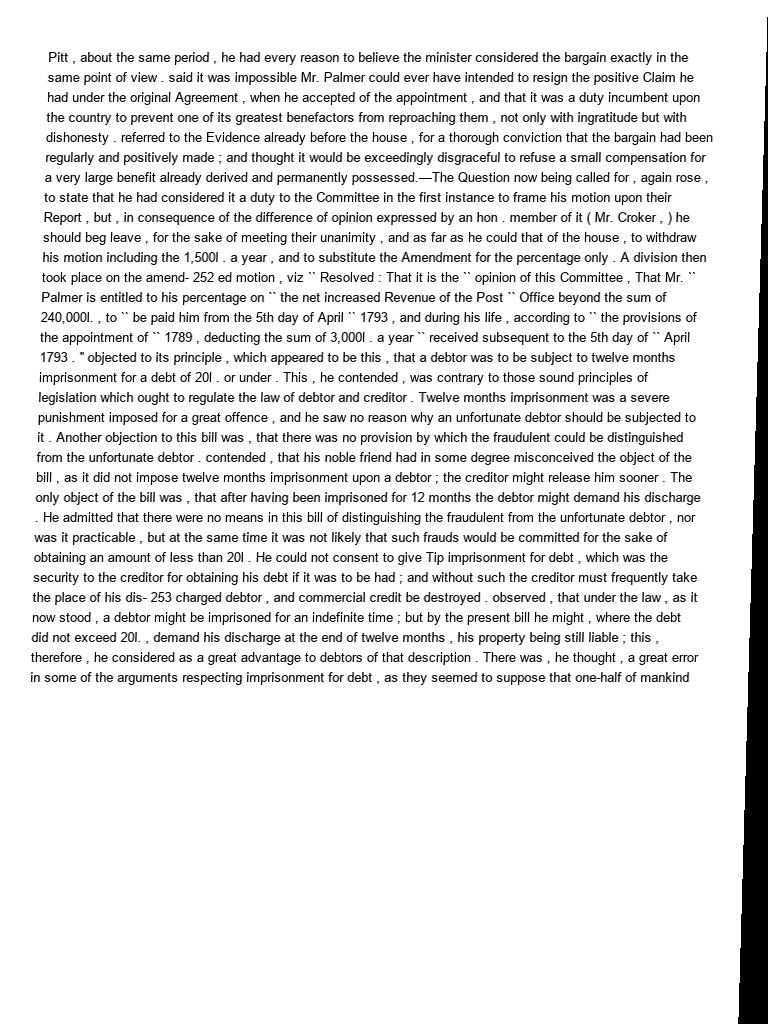 Pitt , about the same period , he had every reason to believe the minister considered the bargain exactly in the
same point of view . said it was impossible Mr. Palmer could ever have intended to resign the positive Claim he
had under the original Agreement , when he accepted of the appointment , and that it was a duty incumbent upon
the country to prevent one of its greatest benefactors from reproaching them , not only with ingratitude but with
dishonesty . referred to the Evidence already before the house , for a thorough conviction that the bargain had been
regularly and positively made ; and thought it would be exceedingly disgraceful to refuse a small compensation for
a very large benefit already derived and permanently possessed.—The Question now being called for , again rose ,
to state that he had considered it a duty to the Committee in the first instance to frame his motion upon their
Report , but , in consequence of the difference of opinion expressed by an hon . member of it ( Mr. Croker , ) he
should beg leave , for the sake of meeting their unanimity , and as far as he could that of the house , to withdraw
his motion including the 1,500l . a year , and to substitute the Amendment for the percentage only . A division then
took place on the amend- 252 ed motion , viz `` Resolved : That it is the `` opinion of this Committee , That Mr. ``
Palmer is entitled to his percentage on `` the net increased Revenue of the Post `` Office beyond the sum of
240,000l. , to `` be paid him from the 5th day of April `` 1793 , and during his life , according to `` the provisions of
the appointment of `` 1789 , deducting the sum of 3,000l . a year `` received subsequent to the 5th day of `` April
1793 . " objected to its principle , which appeared to be this , that a debtor was to be subject to twelve months
imprisonment for a debt of 20l . or under . This , he contended , was contrary to those sound principles of
legislation which ought to regulate the law of debtor and creditor . Twelve months imprisonment was a severe
punishment imposed for a great offence , and he saw no reason why an unfortunate debtor should be subjected to
it . Another objection to this bill was , that there was no provision by which the fraudulent could be distinguished
from the unfortunate debtor . contended , that his noble friend had in some degree misconceived the object of the
bill , as it did not impose twelve months imprisonment upon a debtor ; the creditor might release him sooner . The
only object of the bill was , that after having been imprisoned for 12 months the debtor might demand his discharge
. He admitted that there were no means in this bill of distinguishing the fraudulent from the unfortunate debtor , nor
was it practicable , but at the same time it was not likely that such frauds would be committed for the sake of
obtaining an amount of less than 20l . He could not consent to give Tip imprisonment for debt , which was the
security to the creditor for obtaining his debt if it was to be had ; and without such the creditor must frequently take
the place of his dis- 253 charged debtor , and commercial credit be destroyed . observed , that under the law , as it
now stood , a debtor might be imprisoned for an indefinite time ; but by the present bill he might , where the debt
did not exceed 20l. , demand his discharge at the end of twelve months , his property being still liable ; this ,
therefore , he considered as a great advantage to debtors of that description . There was , he thought , a great error
in some of the arguments respecting imprisonment for debt , as they seemed to suppose that one-half of mankind